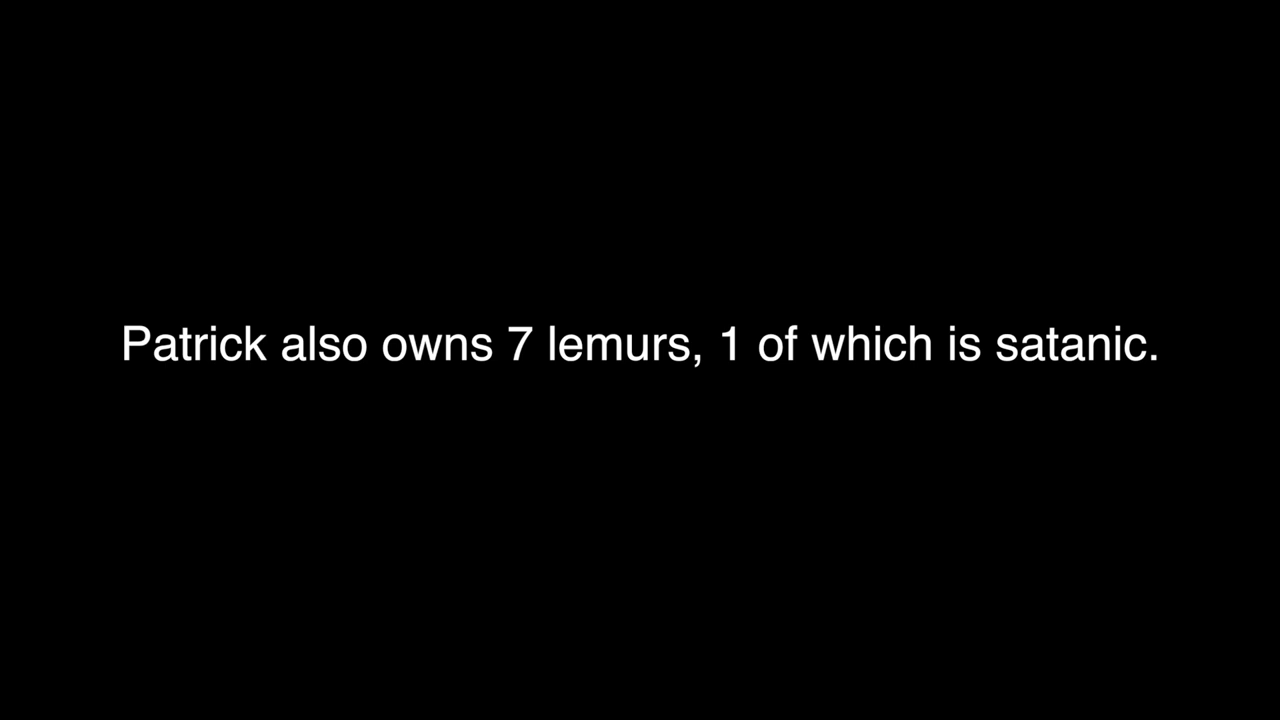 Patrick also owns 7 lemurs, 1 of which is satanic.